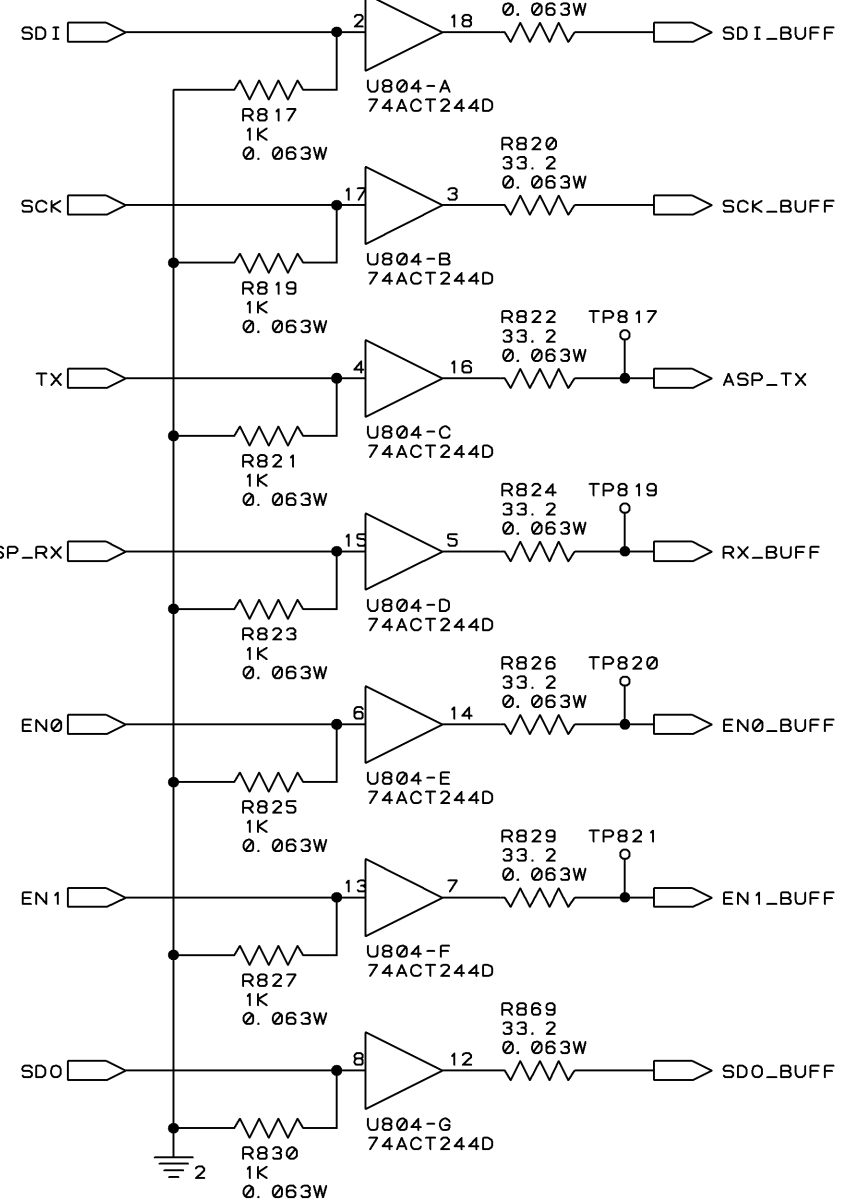 0.063W
SDI
2
18
SDI_BUFF
U804-A
74ACT244D
R817
1K
0.063W
R820
33.2
0.063W
SCK
17
3
SCK_BUFF
U804-B
74ACT244D
R819
1K
0.063W
R822
33.2
0.063W
TP817
TX
4
16
ASP_TX
U804-C
74ACT244D
R821
1K
0.063W
R824
33.2
0.063W
TP819
SP_RX
15
5
RX_BUFF
U804-D
74ACT244D
R823
1K
0.063W
R826
33.2
0.063W
TP820
EN0
6
14
EN0_BUFF
U804-E
74ACT244D
R825
1K
0.063W
R829
33.2
0.063W
TP821
EN1
13
7
EN1_BUFF
U804-F
74ACT244D
R827
1K
0.063W
R869
33.2
0.063W
SDO
8
12
SDO_BUFF
U804-G
74ACT244D
R830
1K
0.063W
2